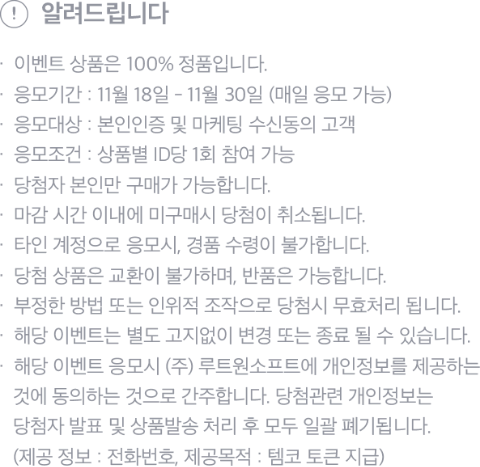 ! 알려드립니다
· 이벤트 상품은 100% 정품입니다.
· 응모기간 : 11월 18일 - 11월 30일 (매일 응모 가능)
· 응모대상 : 본인인증 및 마케팅 수신동의 고객
· 응모조건 : 상품별 ID당 1회 참여 가능
· 당첨자 본인만 구매가 가능합니다.
· 마감 시간 이내에 미구매시 당첨이 취소됩니다.
· 타인 계정으로 응모시, 경품 수령이 불가합니다.
· 당첨 상품은 교환이 불가하며, 반품은 가능합니다.
· 부정한 방법 또는 인위적 조작으로 당첨시 무효처리 됩니다.
· 해당 이벤트는 별도 고지없이 변경 또는 종료 될 수 있습니다.
· 해당 이벤트 응모시 (주) 루트원소프트에 개인정보를 제공하는
것에 동의하는 것으로 간주합니다. 당첨관련 개인정보는
당첨자 발표 및 상품발송 처리 후 모두 일괄 폐기됩니다.
(제공 정보 : 전화번호, 제공목적 : 템코 토큰 지급)